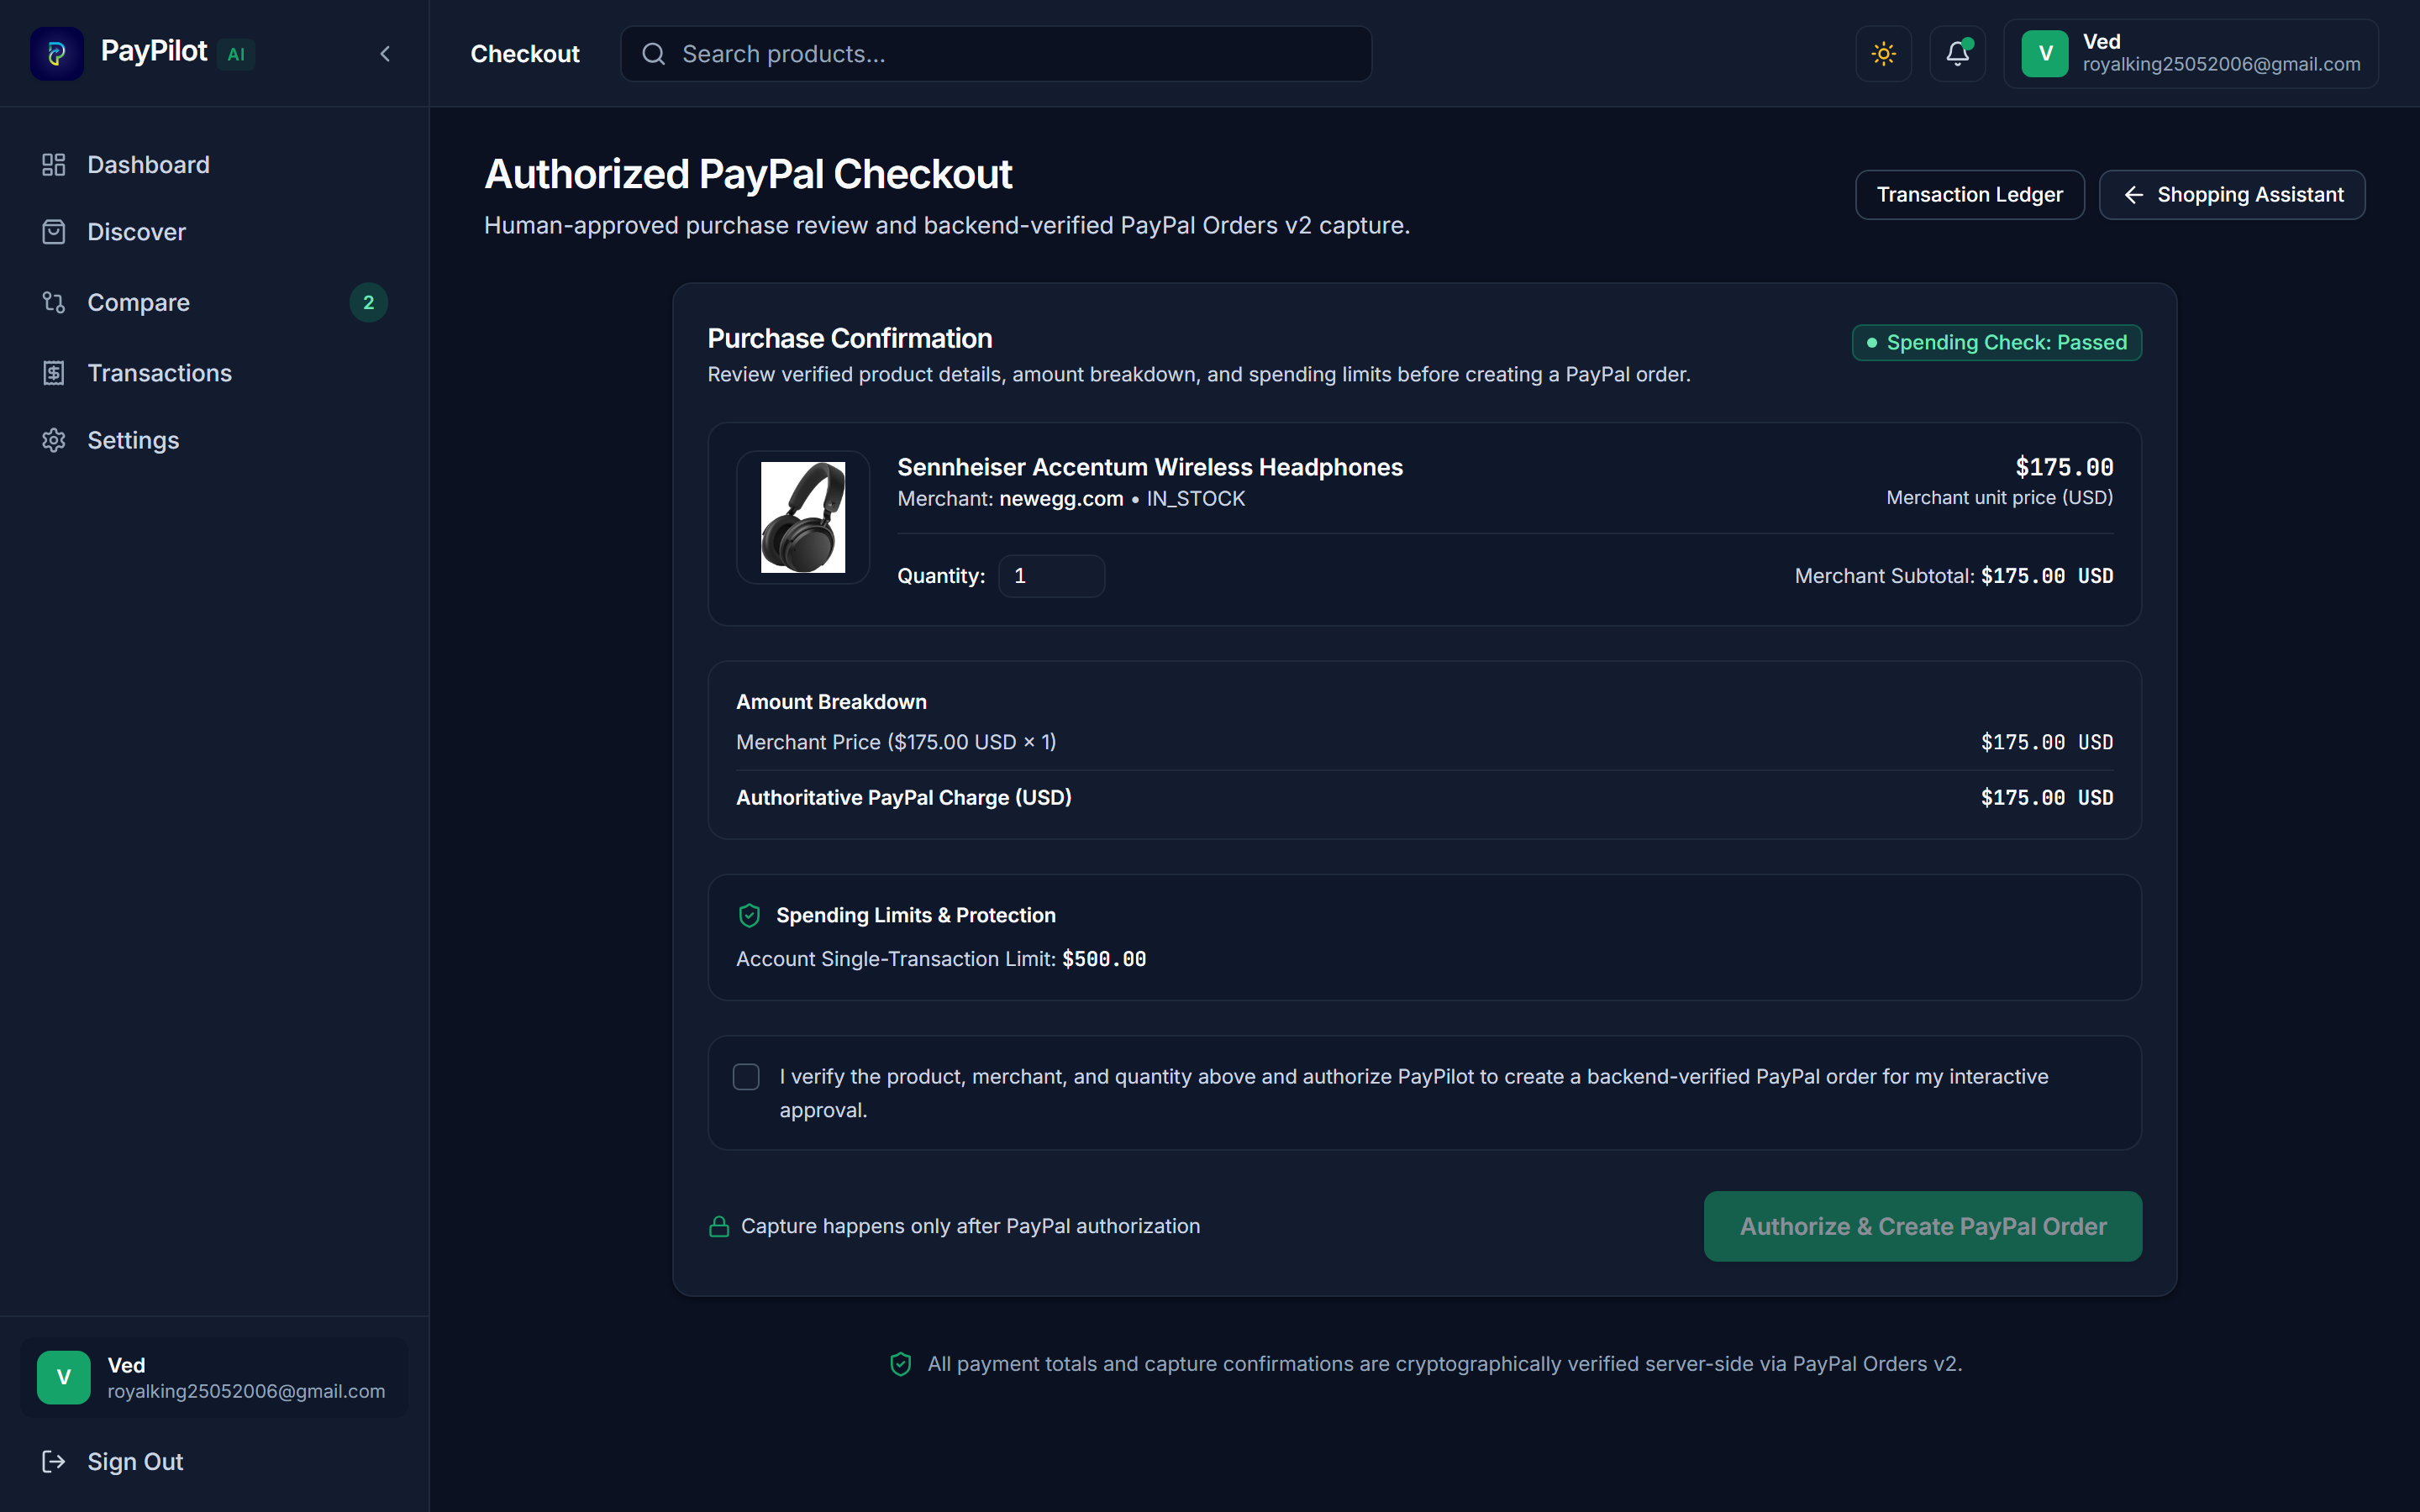 PayPilot AI
Checkout
Search products...
V
Ved
royalking25052006@gmail.com
Dashboard
Discover
Compare 2
Transactions
Settings
Authorized PayPal Checkout
Human-approved purchase review and backend-verified PayPal Orders v2 capture.
Transaction Ledger
Shopping Assistant
Purchase Confirmation
Review verified product details, amount breakdown, and spending limits before creating a PayPal order.
Spending Check: Passed
Sennheiser Accentum Wireless Headphones
$175.00
Merchant: newegg.com • IN_STOCK
Merchant unit price (USD)
Quantity: 1
Merchant Subtotal: $175.00 USD
Amount Breakdown
Merchant Price ($175.00 USD × 1)
$175.00 USD
Authoritative PayPal Charge (USD)
$175.00 USD
Spending Limits & Protection
Account Single-Transaction Limit: $500.00
I verify the product, merchant, and quantity above and authorize PayPilot to create a backend-verified PayPal order for my interactive
approval.
Capture happens only after PayPal authorization
Authorize & Create PayPal Order
All payment totals and capture confirmations are cryptographically verified server-side via PayPal Orders v2.
V
Ved
royalking25052006@gmail.com
Sign Out